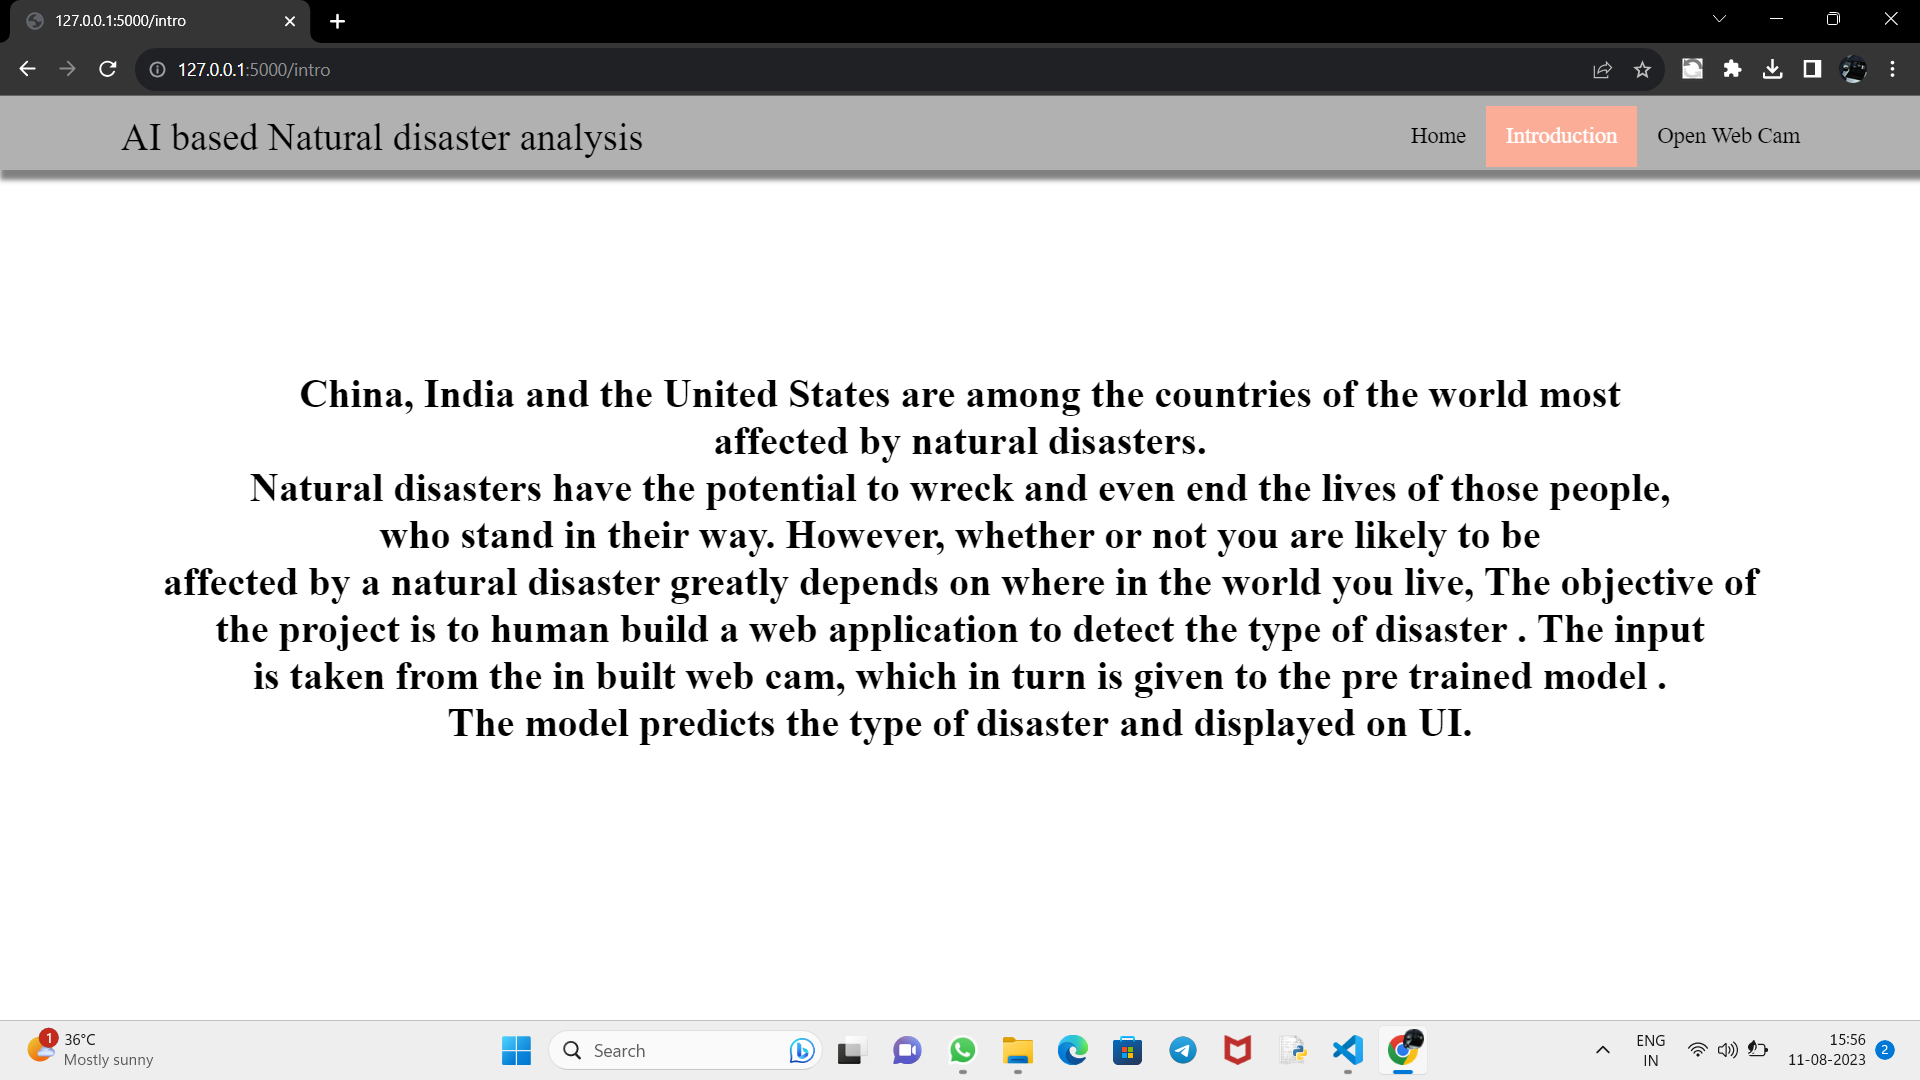 127.0.0.1:5000/intro
127.0.0.1:5000/intro
AI based Natural disaster analysis
Home
Introduction
Open Web Cam
China, India and the United States are among the countries of the world most
affected by natural disasters.
Natural disasters have the potential to wreck and even end the lives of those people,
who stand in their way. However, whether or not you are likely to be
affected by a natural disaster greatly depends on where in the world you live, The objective of
the project is to human build a web application to detect the type of disaster . The input
is taken from the in built web cam, which in turn is given to the pre trained model .
The model predicts the type of disaster and displayed on UI.
1
36°C
Mostly sunny
Search
ENG
IN
15:56
11-08-2023
2